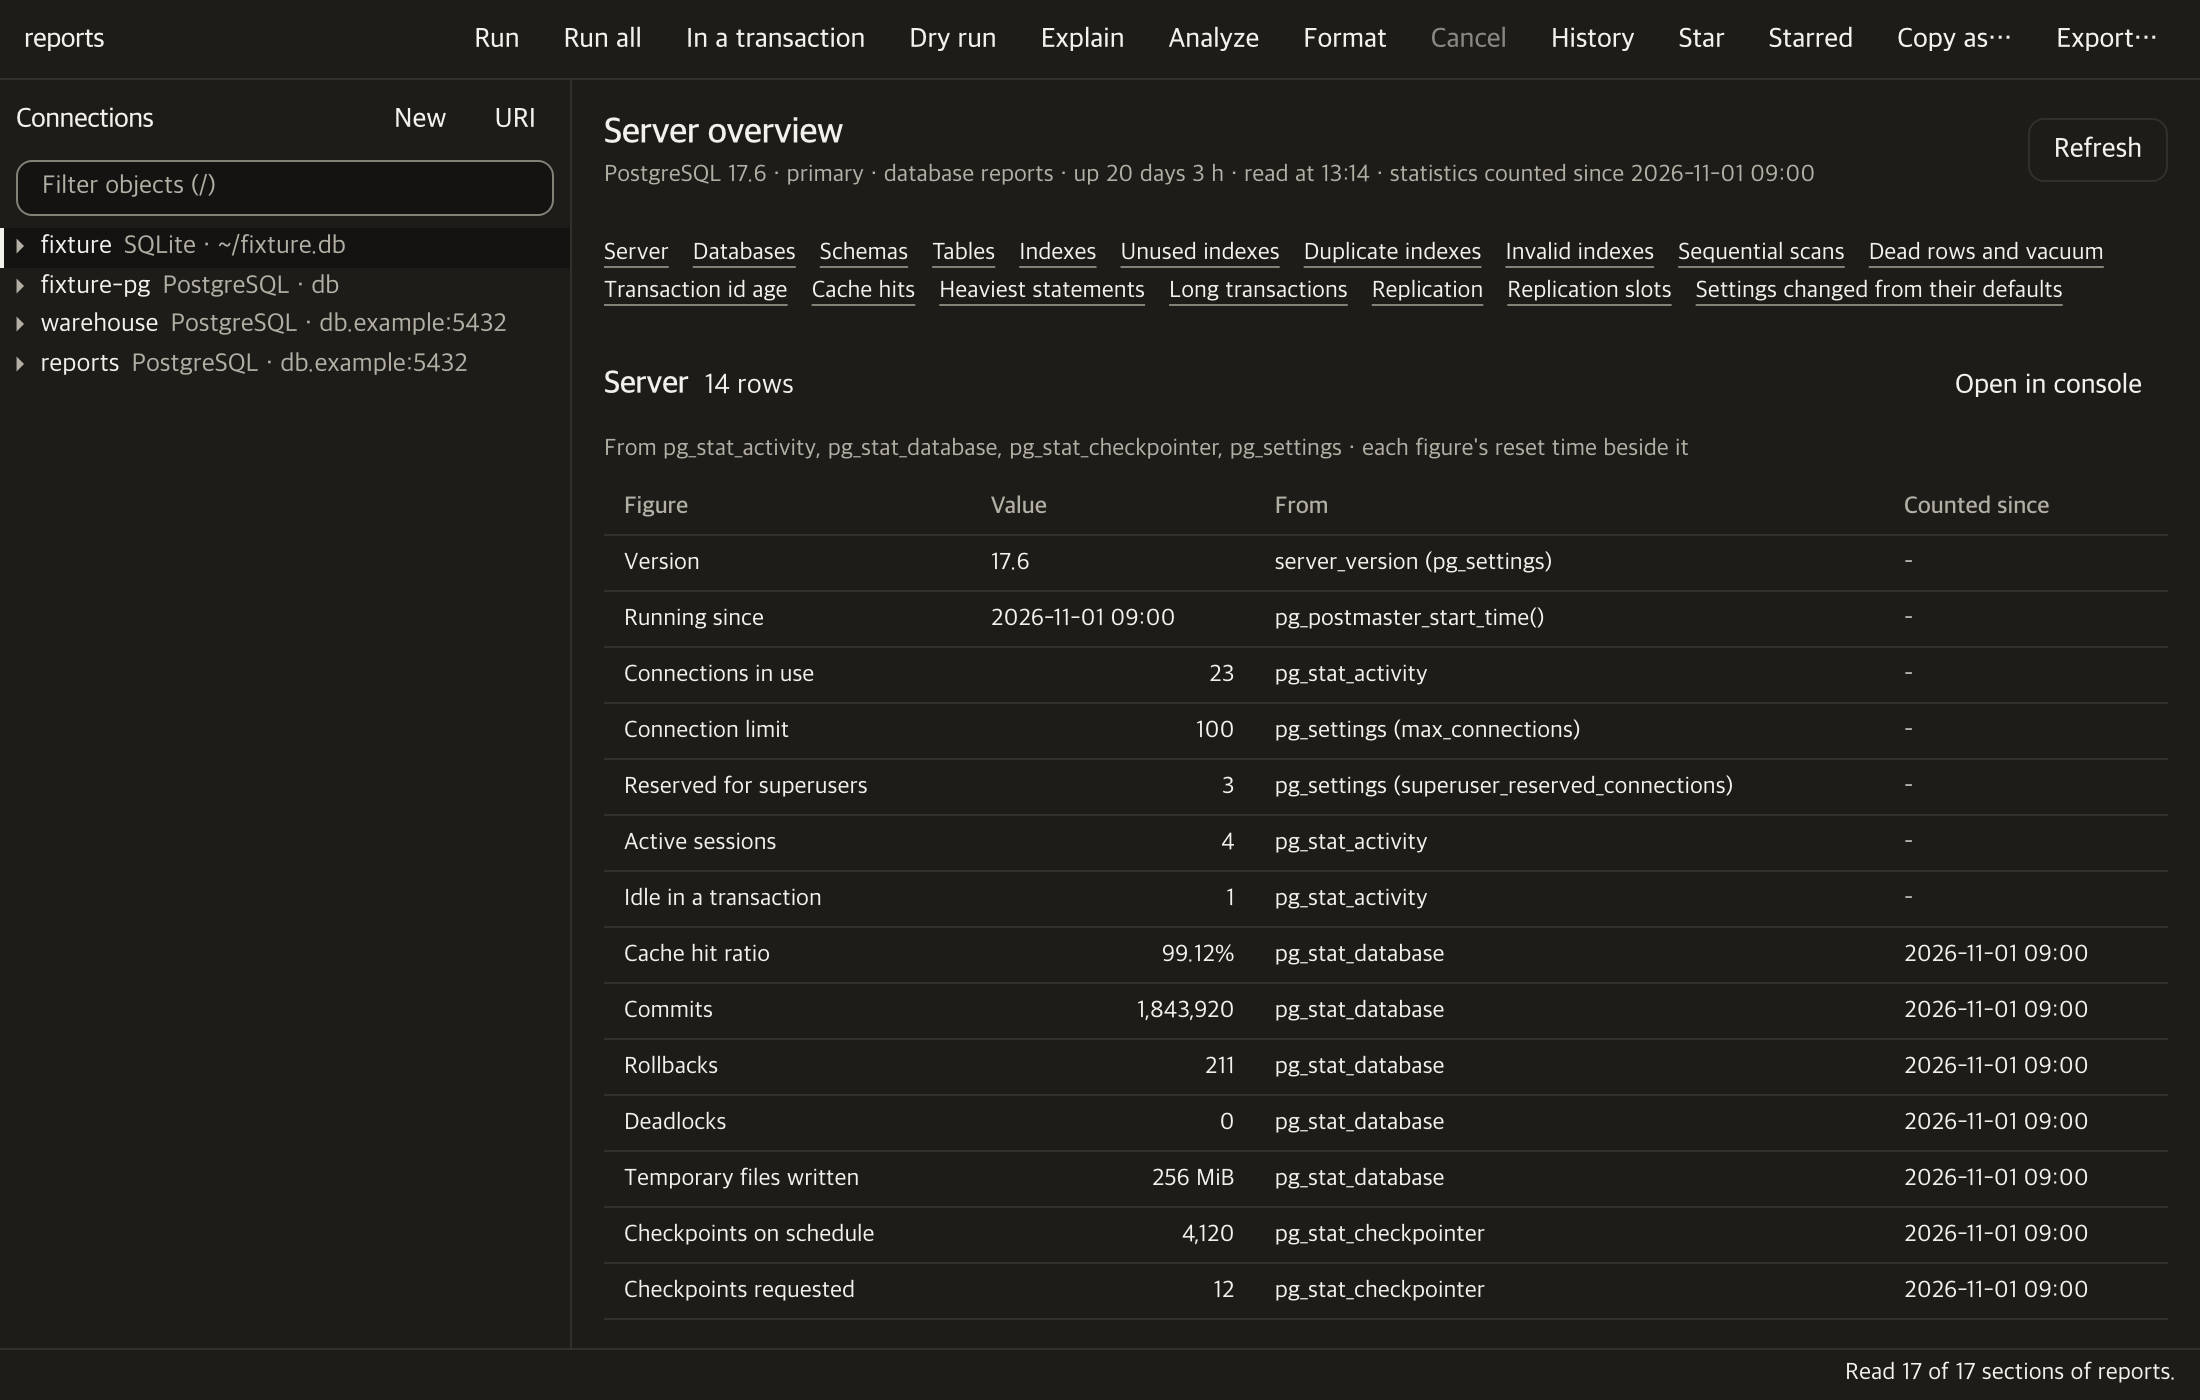 reports Run Run all In a transaction Dry run Explain Analyze Format Cancel History Star Starred Copy as… Export…
Connections New URI
Filter objects (/)
fixture SQLite · ~/fixture.db
fixture-pg PostgreSQL · db
warehouse PostgreSQL · db.example:5432
reports PostgreSQL · db.example:5432
Server overview
Refresh
PostgreSQL 17.6 · primary · database reports · up 20 days 3 h · read at 13:14 · statistics counted since 2026-11-01 09:00
Server Databases Schemas Tables Indexes Unused indexes Duplicate indexes Invalid indexes Sequential scans Dead rows and vacuum
Transaction id age Cache hits Heaviest statements Long transactions Replication Replication slots Settings changed from their defaults
Server 14 rows Open in console
From pg_stat_activity, pg_stat_database, pg_stat_checkpointer, pg_settings · each figure's reset time beside it
Figure Value From Counted since
Version 17.6 server_version (pg_settings) -
Running since 2026-11-01 09:00 pg_postmaster_start_time() -
Connections in use 23 pg_stat_activity -
Connection limit 100 pg_settings (max_connections) -
Reserved for superusers 3 pg_settings (superuser_reserved_connections) -
Active sessions 4 pg_stat_activity -
Idle in a transaction 1 pg_stat_activity -
Cache hit ratio 99.12% pg_stat_database 2026-11-01 09:00
Commits 1,843,920 pg_stat_database 2026-11-01 09:00
Rollbacks 211 pg_stat_database 2026-11-01 09:00
Deadlocks 0 pg_stat_database 2026-11-01 09:00
Temporary files written 256 MiB pg_stat_database 2026-11-01 09:00
Checkpoints on schedule 4,120 pg_stat_checkpointer 2026-11-01 09:00
Checkpoints requested 12 pg_stat_checkpointer 2026-11-01 09:00
Read 17 of 17 sections of reports.